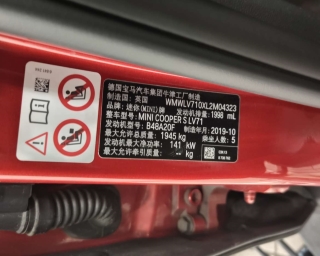 德国宝马汽车集团牛津工厂制造
制造国: 英国 WMWLV710XL2M04323
品牌: 迷你(MINI) 发动机排量: 1998 mL
整车型号: MINI COOPER S LV71
发动机型号: B48A20F 制造年月: 2019-10
最大允许总质量: 1945 kg 乘坐人数: 5
发动机最大净功率: 141 kW
最大允许牵引质量: -- kg